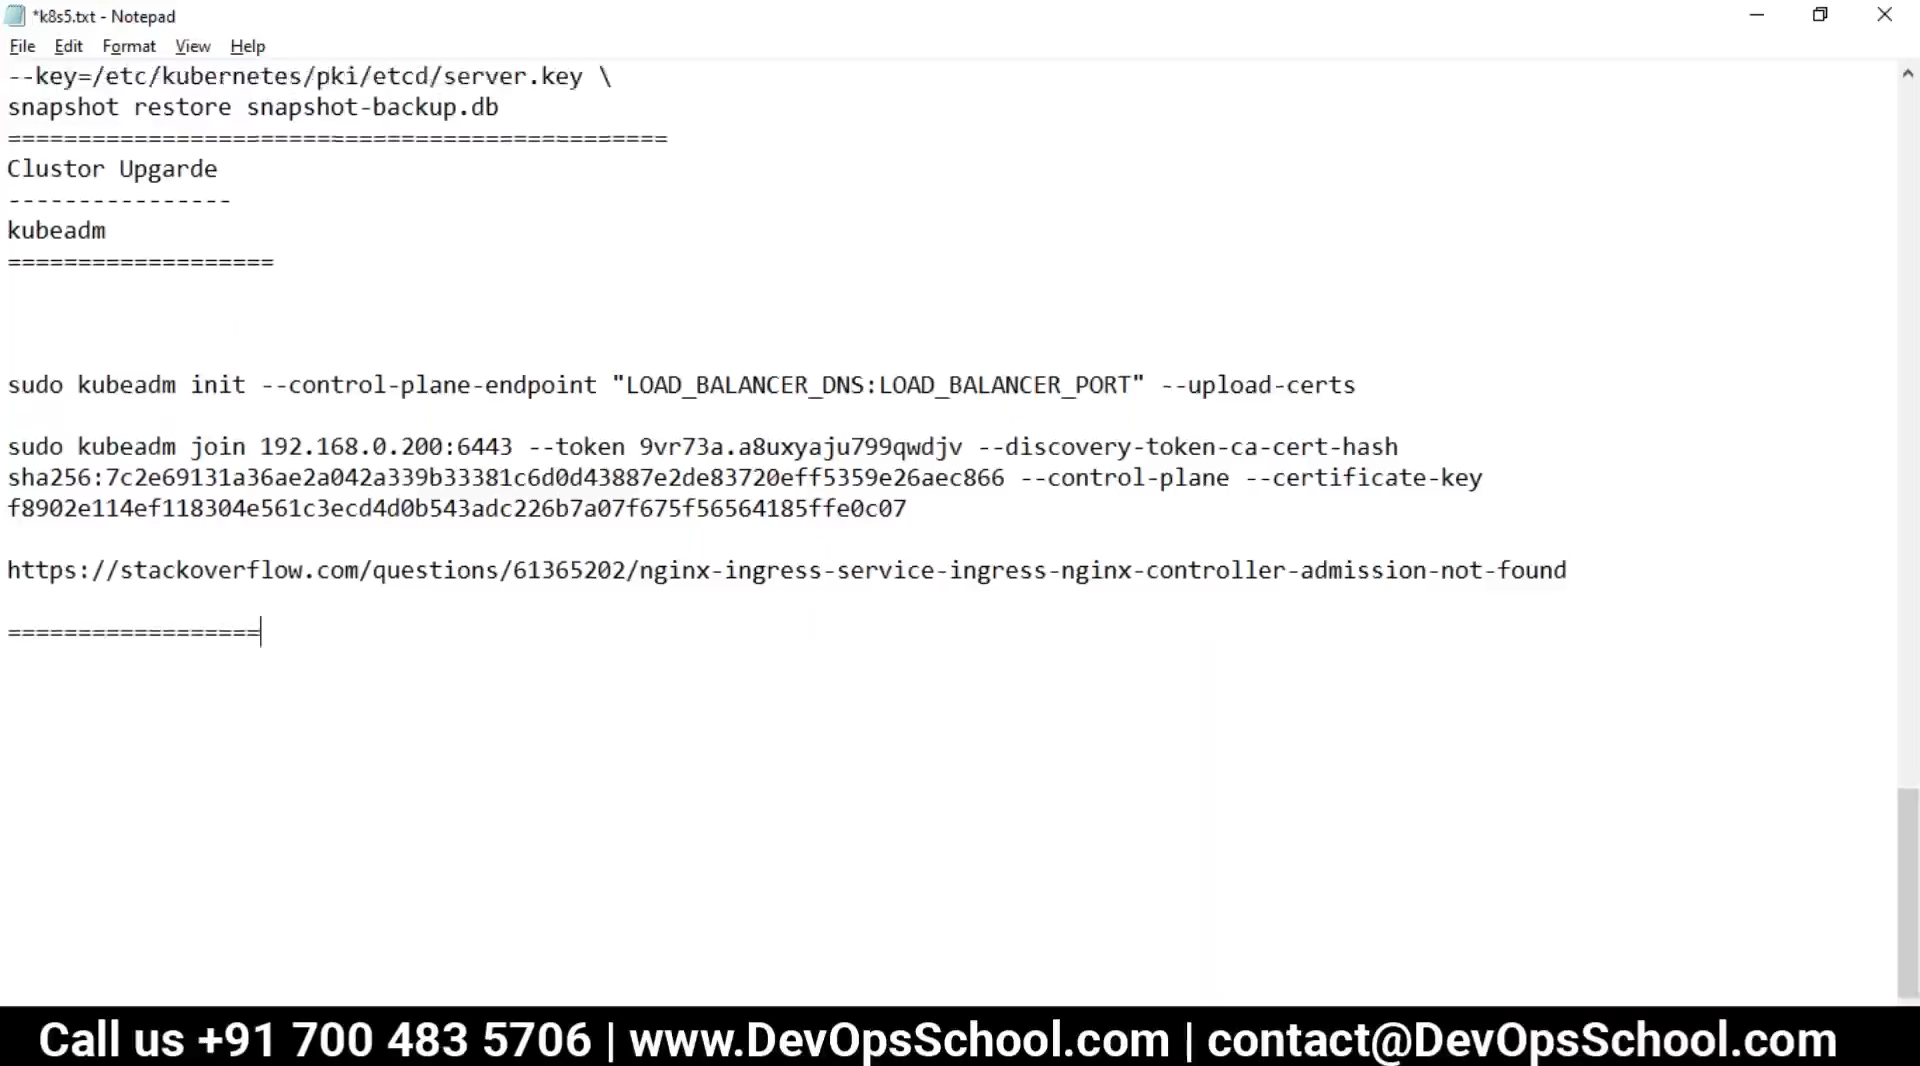 *k8s5.txt - Notepad
File Edit Format View Help
--key=/etc/kubernetes/pki/etcd/server.key \
snapshot restore snapshot-backup.db
===============================================
Clustor Upgarde
----------------
kubeadm
===================
sudo kubeadm init --control-plane-endpoint "LOAD_BALANCER_DNS:LOAD_BALANCER_PORT" --upload-certs
sudo kubeadm join 192.168.0.200:6443 --token 9vr73a.a8uxyaju799qwdjv --discovery-token-ca-cert-hash
sha256:7c2e69131a36ae2a042a339b33381c6d0d43887e2de83720eff5359e26aec866 --control-plane --certificate-key
f8902e114ef118304e561c3ecd4d0b543adc226b7a07f675f56564185ffe0c07
https://stackoverflow.com/questions/61365202/nginx-ingress-service-ingress-nginx-controller-admission-not-found
==================
Call us +91 700 483 5706 | www.DevOpsSchool.com | contact@DevOpsSchool.com